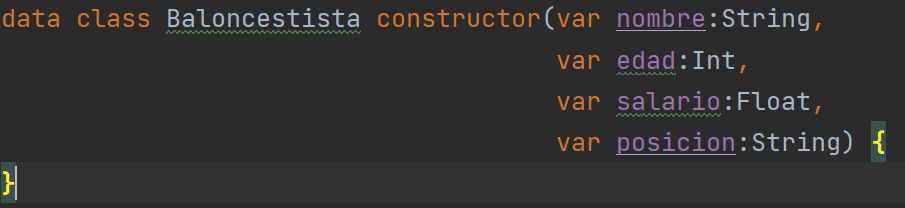 data class Baloncestista constructor(var nombre:String,
var edad:Int,
var salario:Float,
var posicion:String) {
}